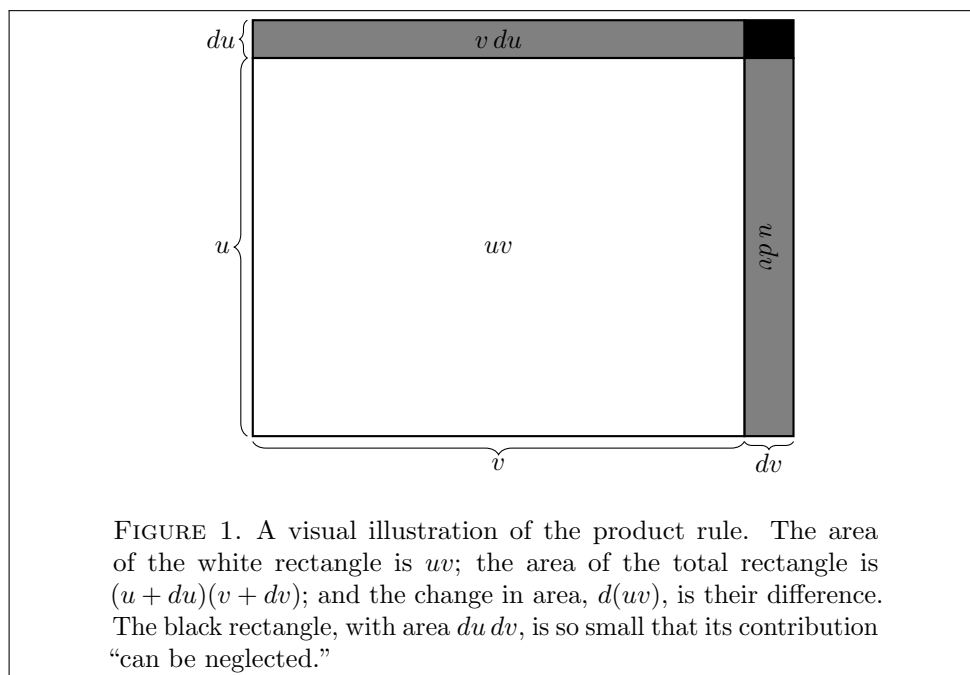 du
v du
u
uv
u dv
v
dv
FIGURE 1. A visual illustration of the product rule. The area
of the white rectangle is uv; the area of the total rectangle is
(u + du)(v + dv); and the change in area, d(uv), is their difference.
The black rectangle, with area du dv, is so small that its contribution
“can be neglected.”